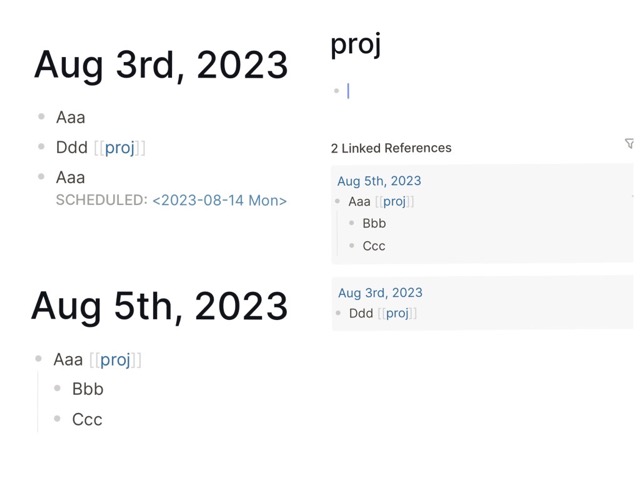 Aug 3rd, 2023
Aaa
Ddd [[proj]]
Aaa
SCHEDULED: <2023-08-14 Mon>
Aug 5th, 2023
Aaa [[proj]]
Bbb
Ccc
proj
2 Linked References
Aug 5th, 2023
Aaa [[proj]]
Bbb
Ccc
Aug 3rd, 2023
Ddd [[proj]]